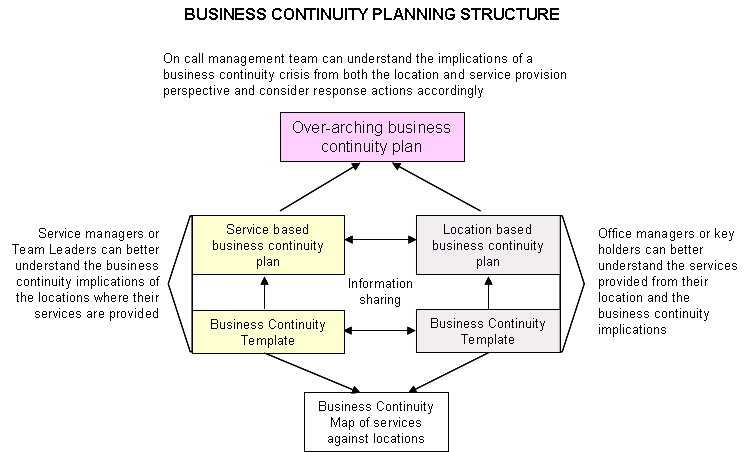 BUSINESS CONTINUITY PLANNING STRUCTURE
On call management team can understand the implications of a
business continuity crisis from both the location and service provision
perspective and consider response actions accordingly
Over-arching business
continuity plan
Service managers or
Team Leaders can better
understand the business
continuity implications of
the locations where their
services are provided
Service based
business continuity
plan
Location based
business continuity
plan
Information
sharing
Business Continuity
Template
Business Continuity
Template
Office managers or key
holders can better
understand the services
provided from their
location and the
business continuity
implications
Business Continuity
Map of services
against locations